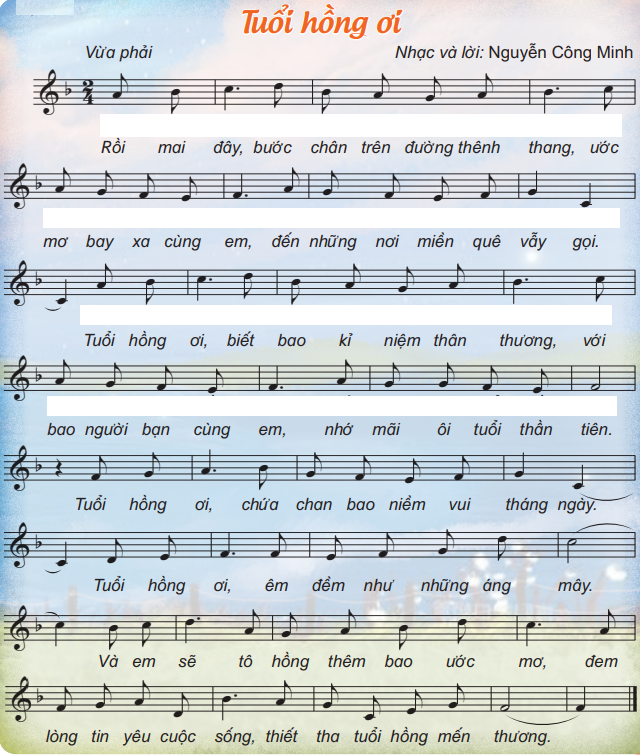 Tuổi hồng ơi
Vừa phải
Nhạc và lời: Nguyễn Công Minh
2
4
Rồi mai đây, bước chân trên đường thênh thang, ước
mơ bay xa cùng em, đến những nơi miền quê vẫy gọi.
Tuổi hồng ơi, biết bao kỉ niệm thân thương, với
bao người bạn cùng em, nhớ mãi ôi tuổi thần tiên.
Tuổi hồng ơi, chứa chan bao niềm vui tháng ngày.
Tuổi hồng ơi, êm đềm như những áng mây.
Và em sẽ tô hồng thêm bao ước mơ, đem
lòng tin yêu cuộc sống, thiết tha tuổi hồng mến thương.